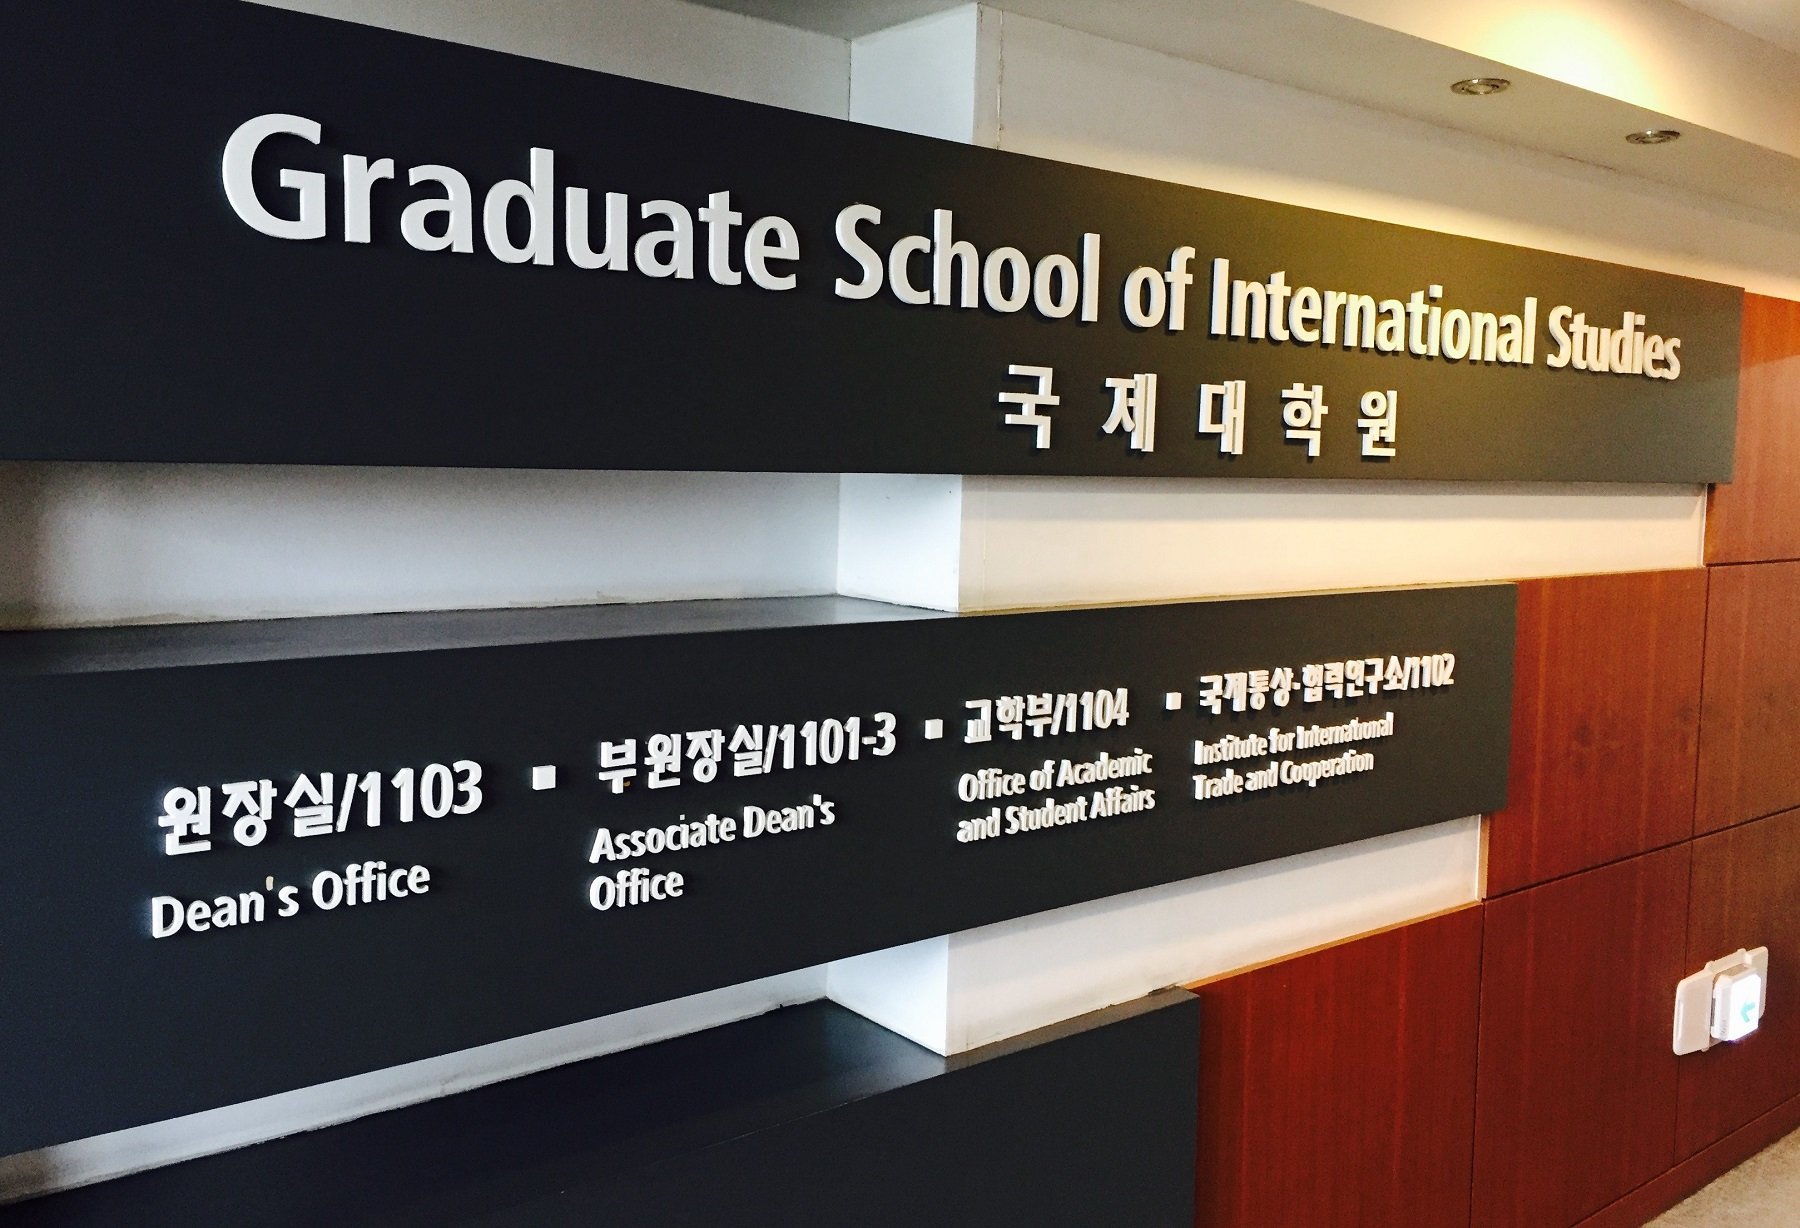 Graduate School of International Studies
국제대학원
원장실/1103
Dean's Office
▪ 부원장실/1101-3
Associate Dean's
Office
▪ 교학부/1104
Office of Academic
and Student Affairs
▪ 국제통상·협력연구소/1102
Institute for International
Trade and Cooperation